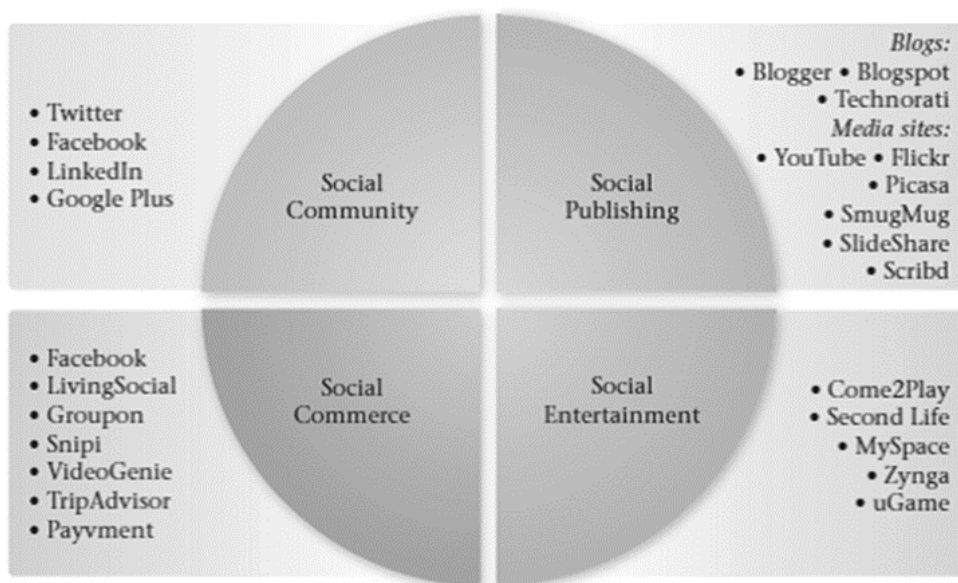 • Twitter
• Facebook
• LinkedIn
• Google Plus
Social
Community
Social
Publishing
Blogs:
• Blogger • Blogspot
• Technorati
Media sites:
• YouTube • Flickr
• Picasa
• SmugMug
• SlideShare
• Scribd
• Facebook
• LivingSocial
• Groupon
• Snipi
• VideoGenie
• TripAdvisor
• Payvment
Social
Commerce
Social
Entertainment
• Come2Play
• Second Life
• MySpace
• Zynga
• uGame